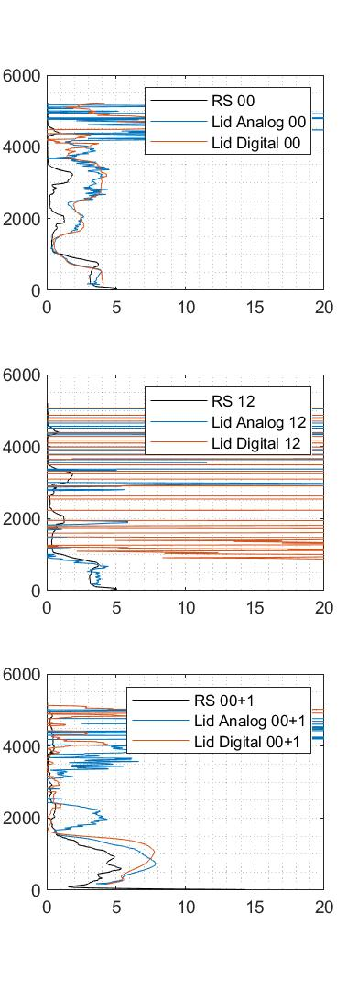 6000
RS 00
Lid Analog 00
Lid Digital 00
4000
2000
0
0 5 10 15 20
6000
RS 12
Lid Analog 12
Lid Digital 12
4000
2000
0
0 5 10 15 20
6000
RS 00+1
Lid Analog 00+1
Lid Digital 00+1
4000
2000
0
0 5 10 15 20